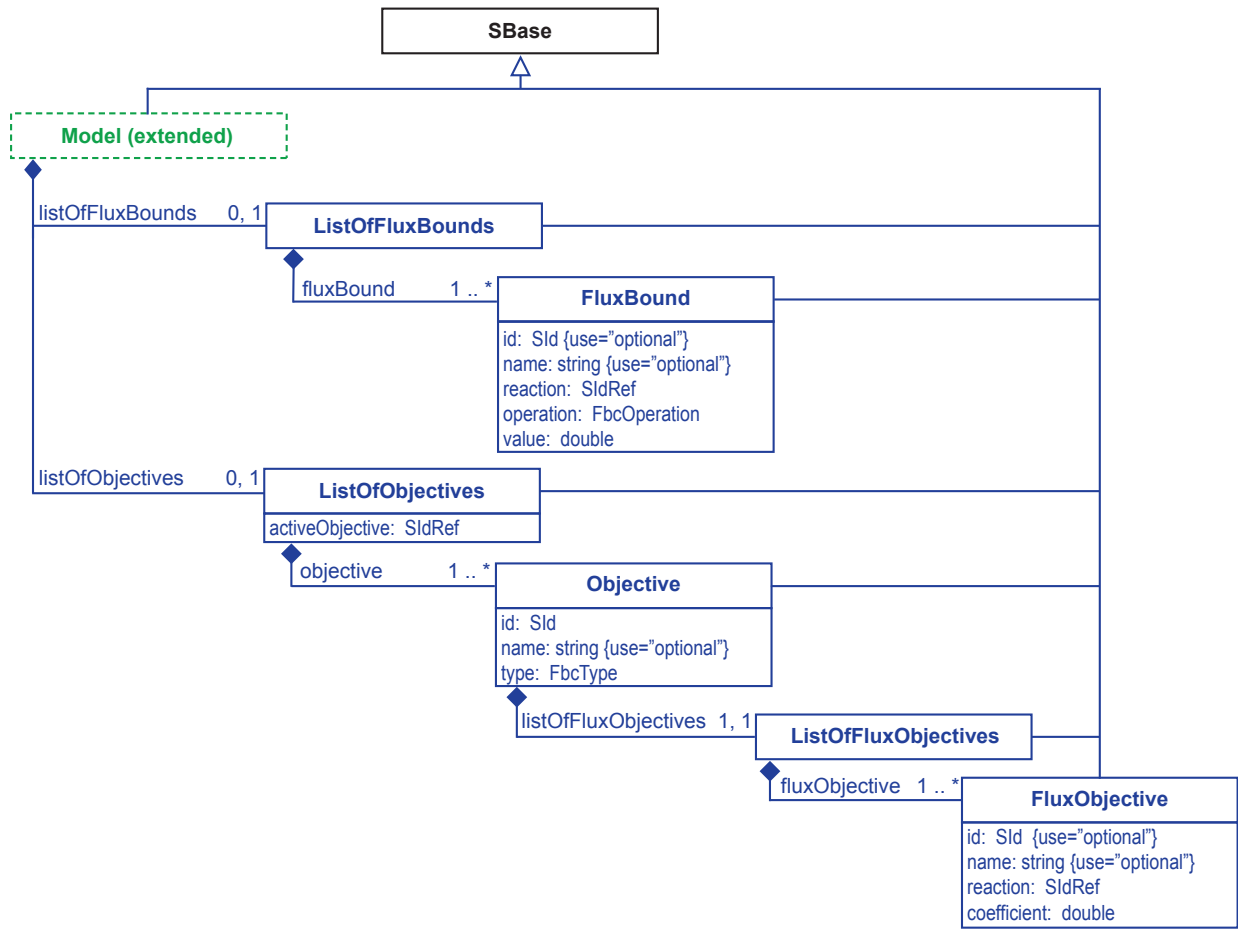 SBase
Model (extended)
listOfFluxBounds 0, 1
ListOfFluxBounds
fluxBound 1 .. *
FluxBound
id: SId {use=”optional”}
name: string {use=”optional”}
reaction: SIdRef
operation: FbcOperation
value: double
listOfObjectives 0, 1
ListOfObjectives
activeObjective: SIdRef
objective 1 .. *
Objective
id: SId
name: string {use=”optional”}
type: FbcType
listOfFluxObjectives 1, 1
ListOfFluxObjectives
fluxObjective 1 .. *
FluxObjective
id: SId {use=”optional”}
name: string {use=”optional”}
reaction: SIdRef
coefficient: double